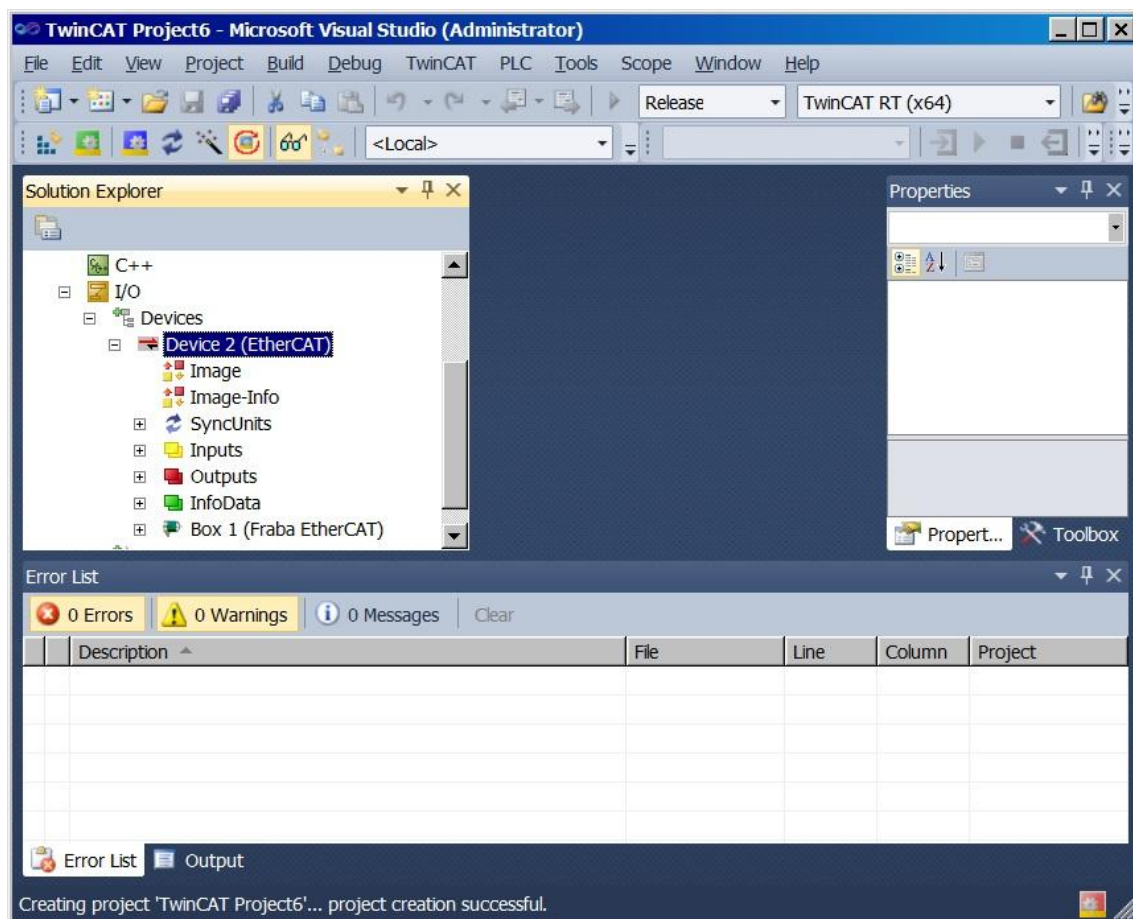 TwinCAT Project6 - Microsoft Visual Studio (Administrator)
File Edit View Project Build Debug TwinCAT PLC Tools Scope Window Help
Release TwinCAT RT (x64)
<Local>
Solution Explorer
Properties
C++
I/O
Devices
Device 2 (EtherCAT)
Image
Image-Info
SyncUnits
Inputs
Outputs
InfoData
Box 1 (Fraba EtherCAT)
Propert... Toolbox
Error List
0 Errors 0 Warnings 0 Messages Clear
Description File Line Column Project
Error List Output
Creating project 'TwinCAT Project6'... project creation successful.